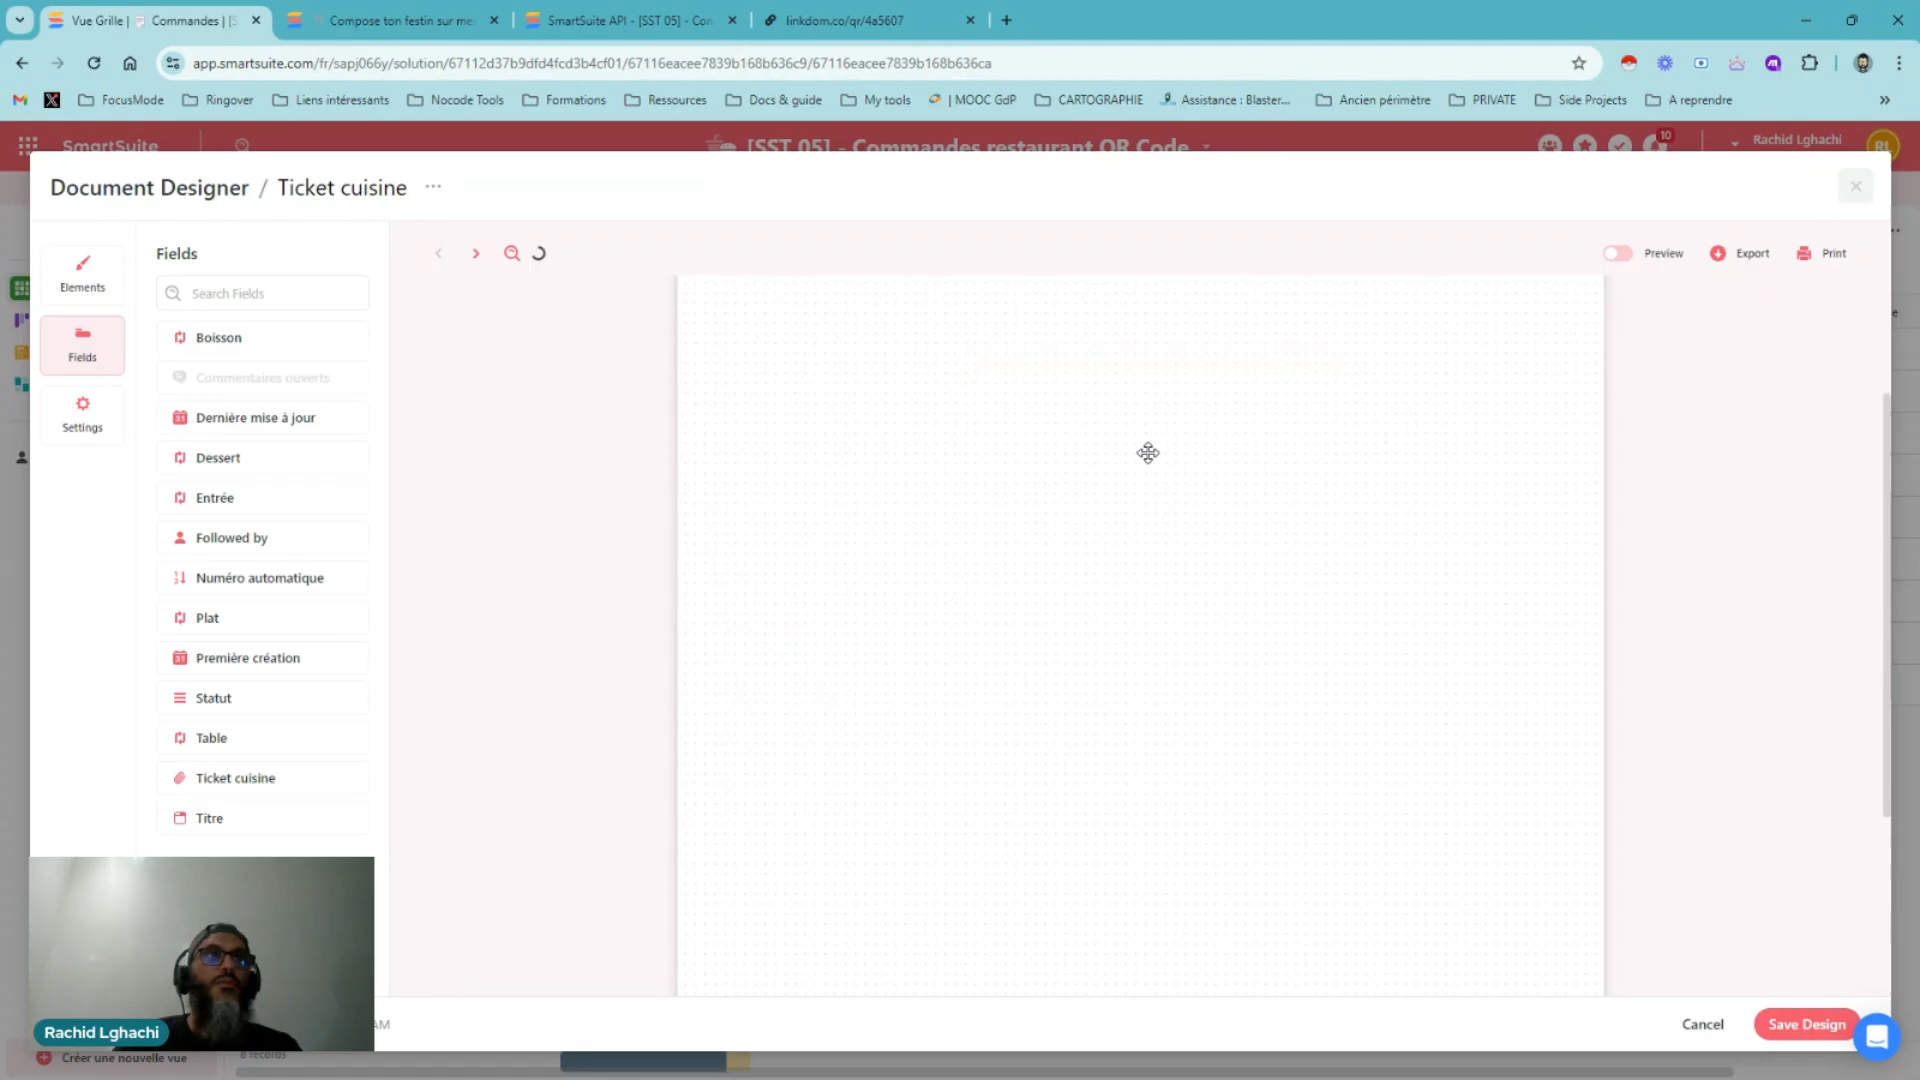 Vue Grille | Commandes | [S
Compose ton festin sur me
SmartSuite API - [SST 05] - Con
linkdom.co/qr/4a5607
app.smartsuite.com/fr/sapj066y/solution/67112d37b9dfd4fcd3b4cf01/67116eacee7839b168b636c9/67116eacee7839b168b636ca
FocusMode
Ringover
Liens intéressants
Nocode Tools
Formations
Ressources
Docs & guide
My tools
| MOOC GdP
CARTOGRAPHIE
Assistance : Blaster...
Ancien périmètre
PRIVATE
Side Projects
A reprendre
SmartSuite
[SST 05] - Commandes restaurant QR Code
10
Rachid Lghachi
RL
Document Designer / Ticket cuisine
Elements
Fields
Settings
Fields
Search Fields
Boisson
Commentaires ouverts
Dernière mise à jour
Dessert
Entrée
Followed by
Numéro automatique
Plat
Première création
Statut
Table
Ticket cuisine
Titre
Preview
Export
Print
Rachid Lghachi
AM
Cancel
Save Design
Créer une nouvelle vue
8 records